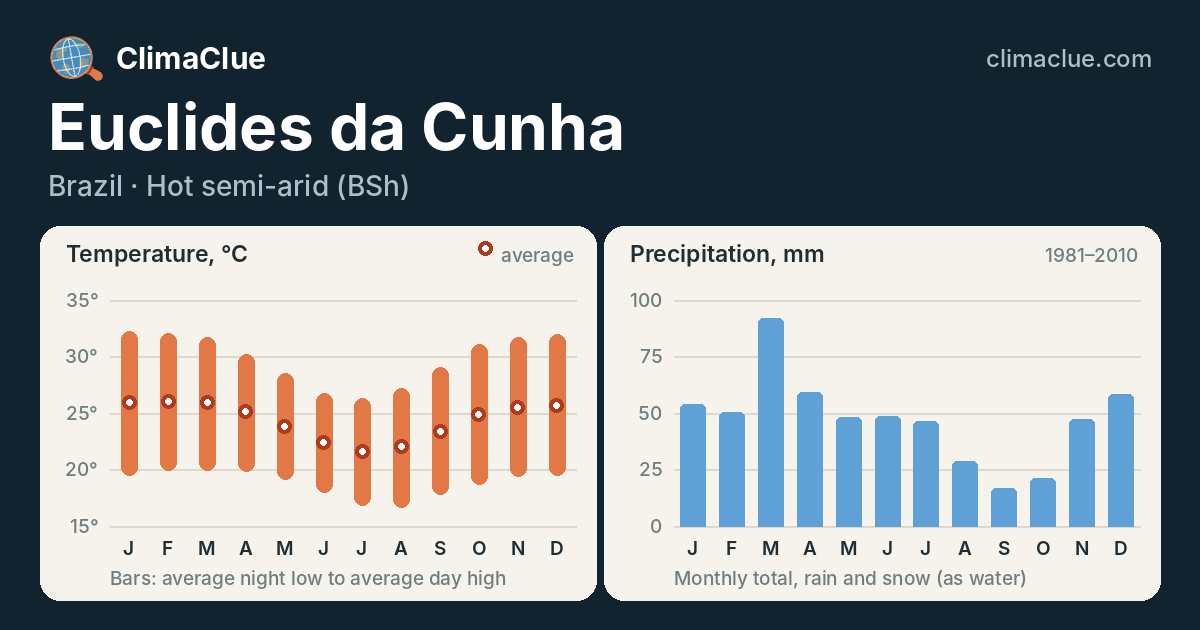 ClimaClue
climaclue.com
Euclides da Cunha
Brazil · Hot semi-arid (BSh)
Temperature, °C
average
35°
30°
25°
20°
15°
J F M A M J J A S O N D
Bars: average night low to average day high
Precipitation, mm
1981–2010
100
75
50
25
0
J F M A M J J A S O N D
Monthly total, rain and snow (as water)